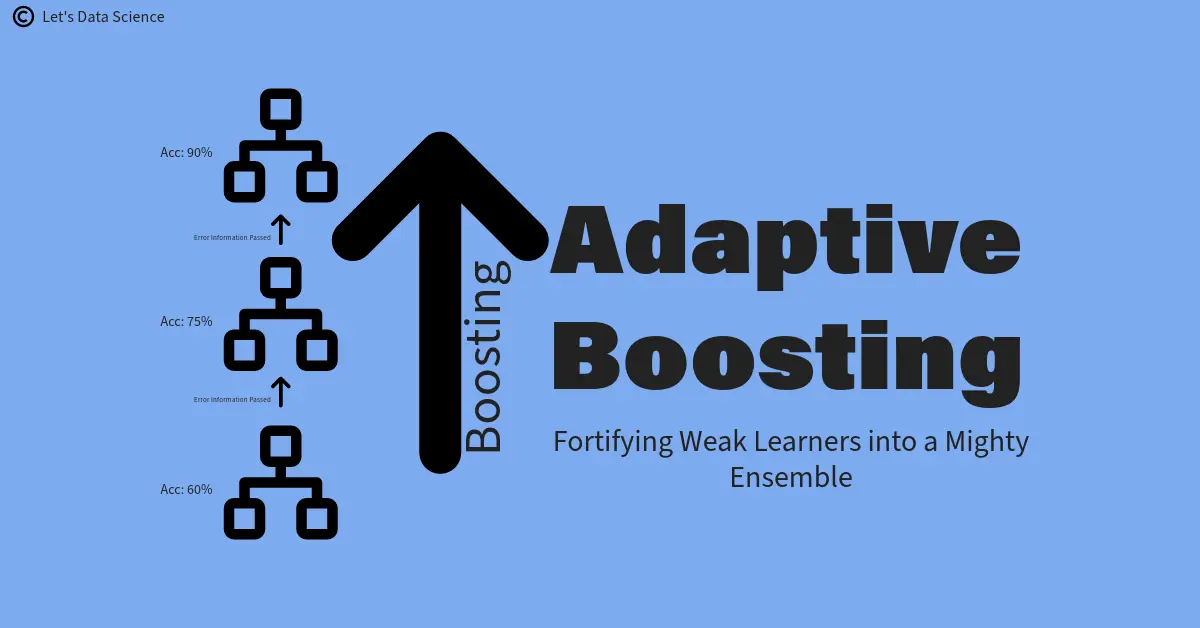 © Let's Data Science
Acc: 90%
Error Information Passed
Acc: 75%
Error Information Passed
Acc: 60%
Boosting
Adaptive
Boosting
Fortifying Weak Learners into a Mighty
Ensemble